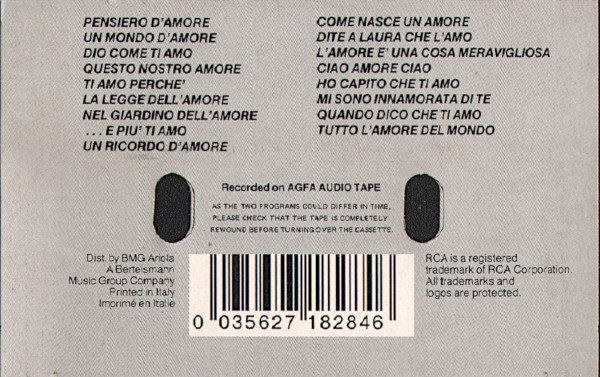 PENSIERO D'AMORE
UN MONDO D'AMORE
DIO COME TI AMO
QUESTO NOSTRO AMORE
TI AMO PERCHE'
LA LEGGE DELL'AMORE
NEL GIARDINO DELL'AMORE
...E PIU' TI AMO
UN RICORDO D'AMORE
COME NASCE UN AMORE
DITE A LAURA CHE L'AMO
L'AMORE E' UNA COSA MERAVIGLIOSA
CIAO AMORE CIAO
HO CAPITO CHE TI AMO
MI SONO INNAMORATA DI TE
QUANDO DICO CHE TI AMO
TUTTO L'AMORE DEL MONDO
Recorded on AGFA AUDIO TAPE
AS THE TWO PROGRAMS COULD DIFFER IN TIME,
PLEASE CHECK THAT THE TAPE IS COMPLETELY
REWOUND BEFORE TURNING OVER THE CASSETTE
Dist. by BMG Ariola
A Bertelsmann
Music Group Company
Printed in Italy
Imprimé en Italie
RCA is a registered
trademark of RCA Corporation.
All trademarks and
logos are protected.
0 035627 182846